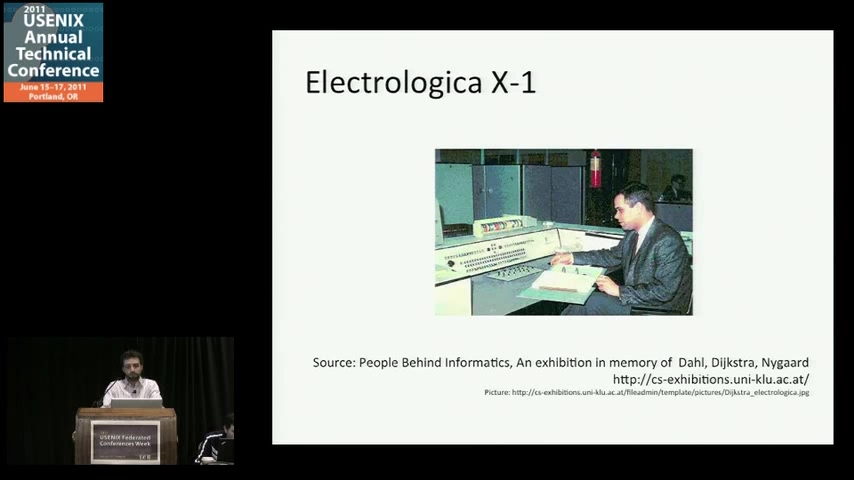 2011
USENIX
Annual
Technical
Conference
June 15–17, 2011
Portland, OR
Electrologica X-1
Source: People Behind Informatics, An exhibition in memory of Dahl, Dijkstra, Nygaard
http://cs-exhibitions.uni-klu.ac.at/
Picture: http://cs-exhibitions.uni-klu.ac.at/fileadmin/template/pictures/Dijkstra_electrologica.jpg
USENIX Federated
Conferences Week